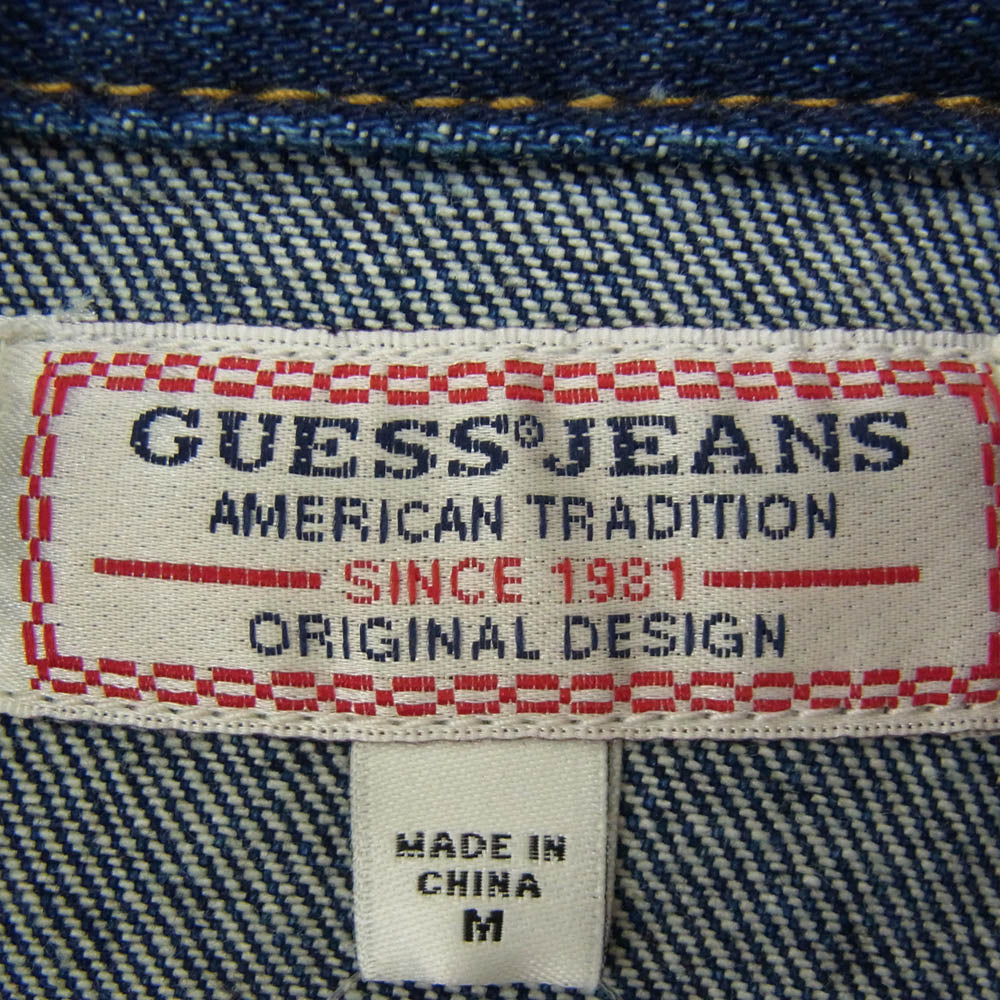 GUESS® JEANS
AMERICAN TRADITION
SINCE 1981
ORIGINAL DESIGN
MADE IN
CHINA
M